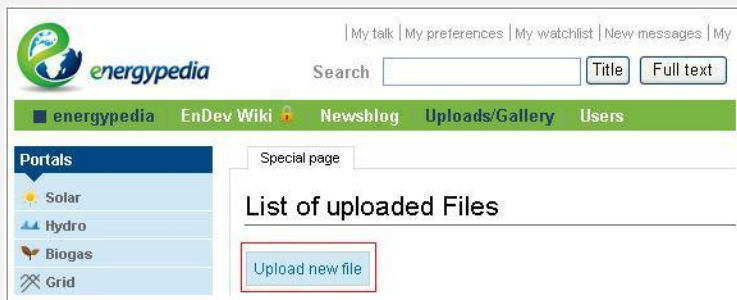 My talk | My preferences | My watchlist | New messages | My
energypedia
Search Title Full text
energypedia EnDev Wiki Newsblog Uploads/Gallery Users
Portals
Special page
Solar
List of uploaded Files
Hydro
Biogas
Upload new file
Grid